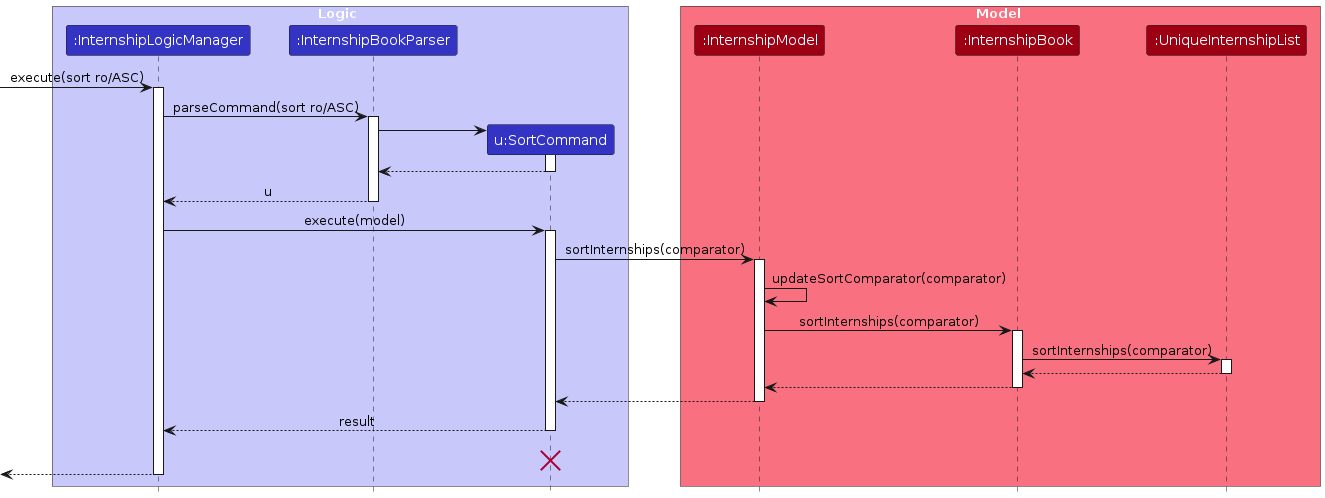 Logic
Model
:InternshipLogicManager
:InternshipBookParser
:InternshipModel
:InternshipBook
:UniqueInternshipList
execute(sort ro/ASC)
parseCommand(sort ro/ASC)
u:SortCommand
u
execute(model)
sortInternships(comparator)
updateSortComparator(comparator)
sortInternships(comparator)
sortInternships(comparator)
result